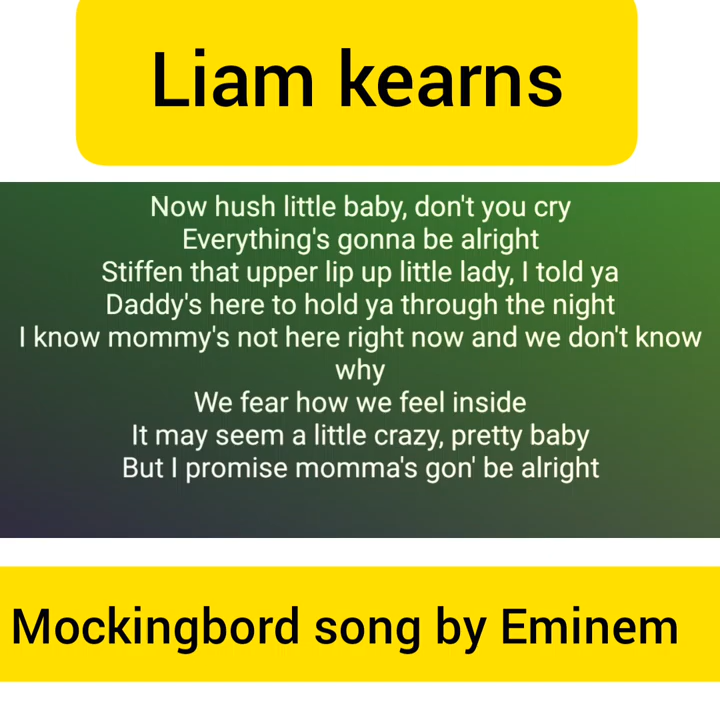 Liam kearns
Now hush little baby, don't you cry
Everything's gonna be alright
Stiffen that upper lip up little lady, I told ya
Daddy's here to hold ya through the night
I know mommy's not here right now and we don't know
why
We fear how we feel inside
It may seem a little crazy, pretty baby
But I promise momma's gon' be alright
Mockingbord song by Eminem